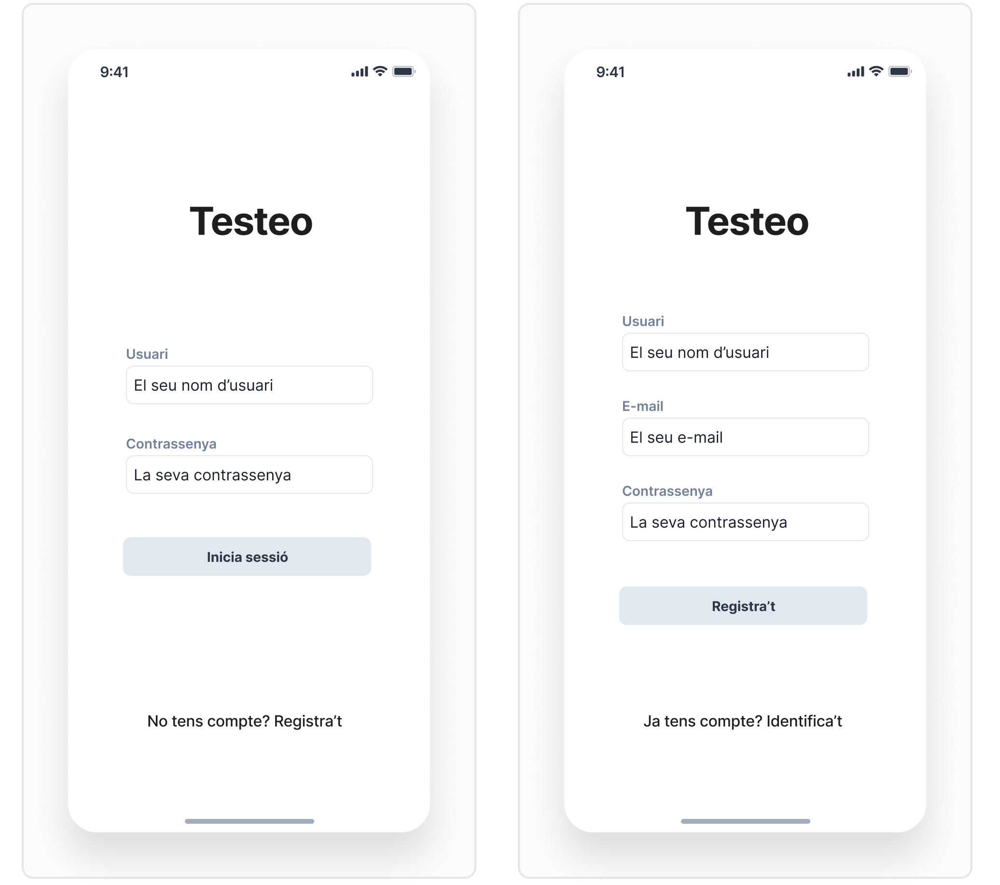 9:41
Testeo
Usuari
El seu nom d’usuari
Contrassenya
La seva contrassenya
Inicia sessió
No tens compte? Registra’t
9:41
Testeo
Usuari
El seu nom d’usuari
E-mail
El seu e-mail
Contrassenya
La seva contrassenya
Registra’t
Ja tens compte? Identifica’t